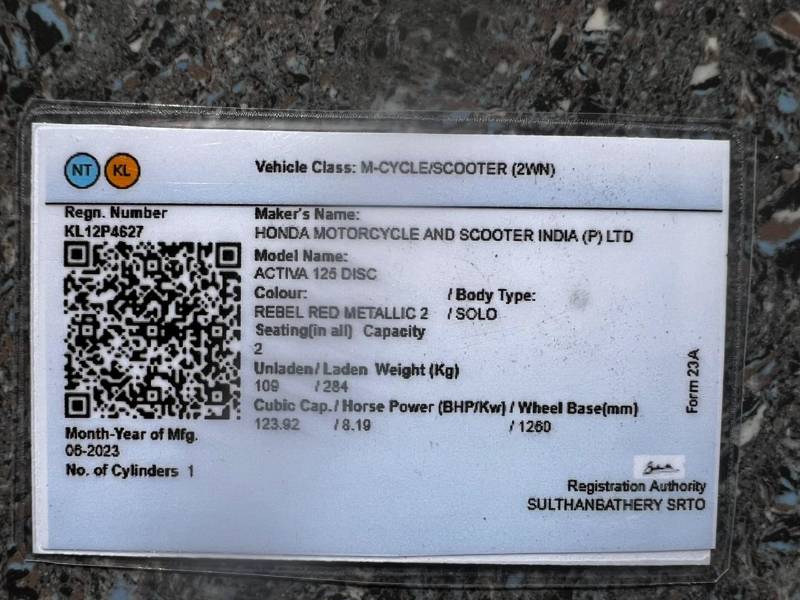 NT KL
Vehicle Class: M-CYCLE/SCOOTER (2WN)
Regn. Number
KL12P4627
Maker's Name:
HONDA MOTORCYCLE AND SCOOTER INDIA (P) LTD
Model Name:
ACTIVA 125 DISC
Colour: / Body Type:
REBEL RED METALLIC 2 / SOLO
Seating(in all) Capacity
2
Unladen / Laden Weight (Kg)
109 / 284
Cubic Cap. / Horse Power (BHP/Kw) / Wheel Base(mm)
123.92 / 8.19 / 1260
Month-Year of Mfg.
06-2023
No. of Cylinders 1
Form 23A
Registration Authority
SULTHANBATHERY SRTO